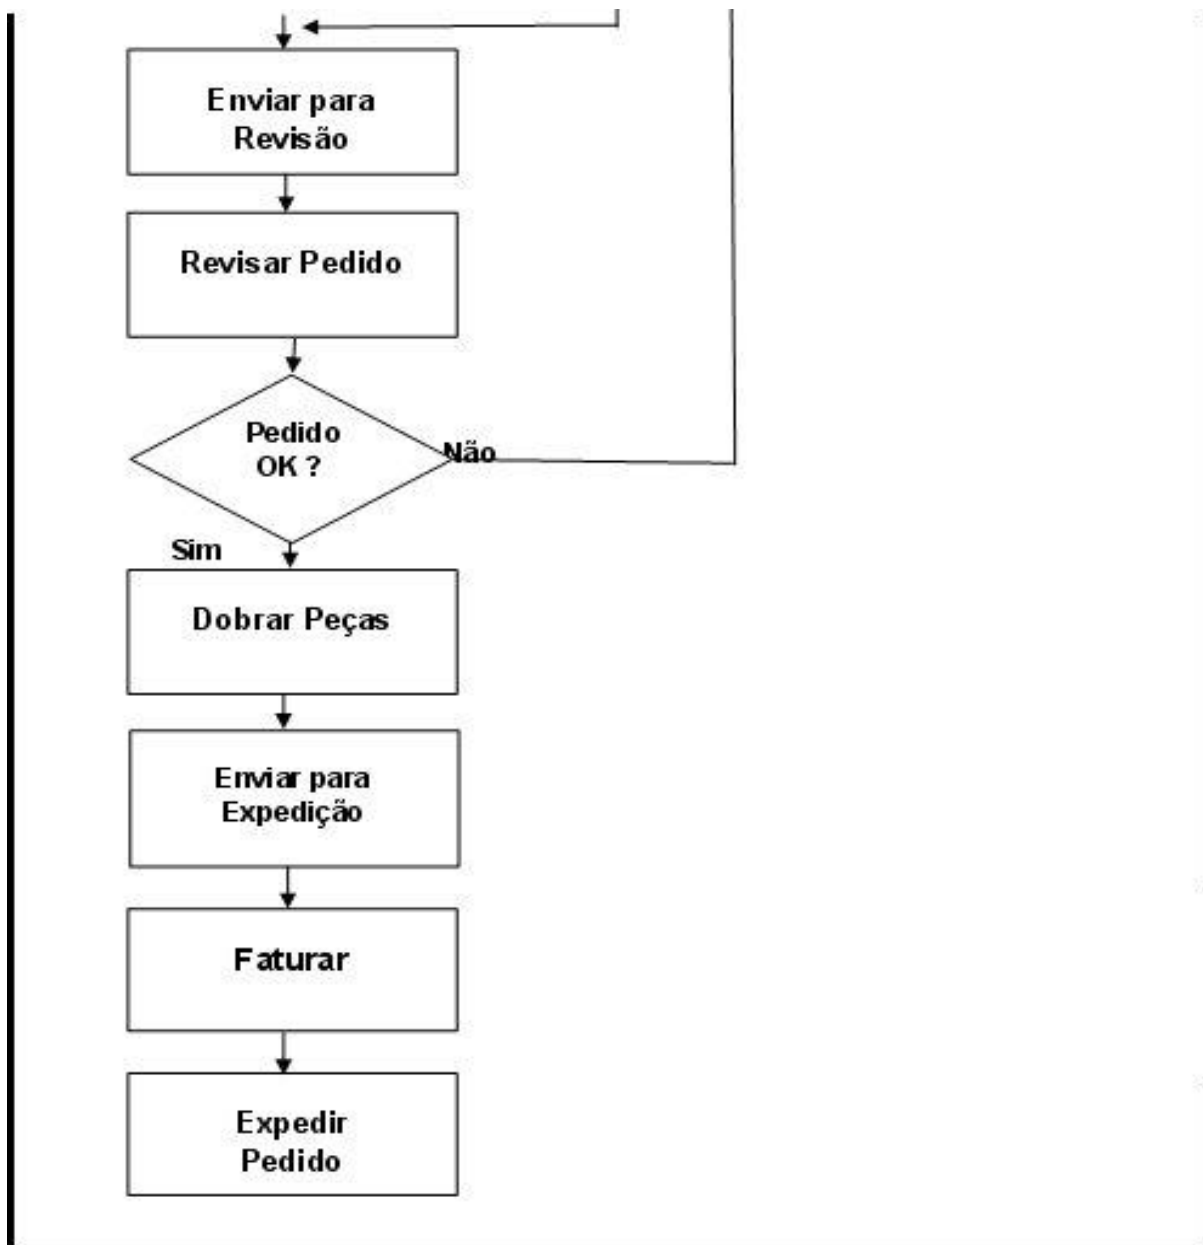 Enviar para
Revisão
Revisar Pedido
Pedido
OK ?
Não
Sim
Dobrar Peças
Enviar para
Expedição
Faturar
Expedir
Pedido